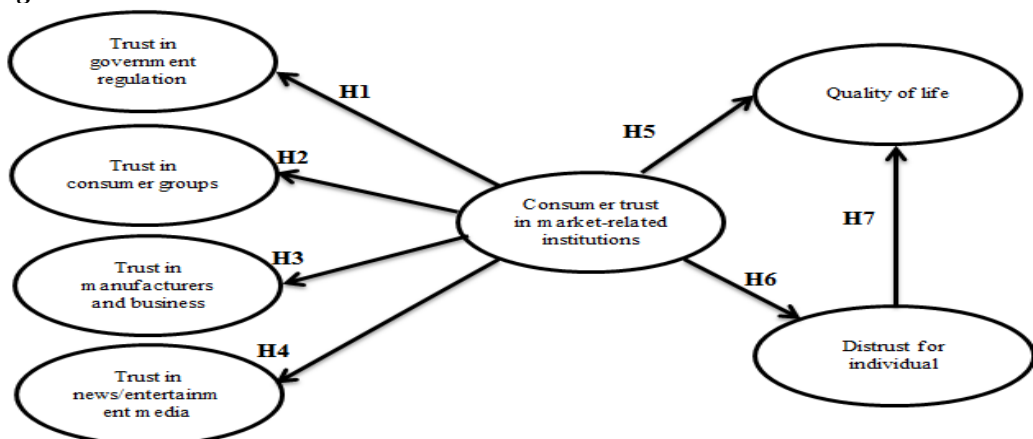 Trust in
government
regulation
H1
Trust in
consumer groups
H2
Trust in
manufacturers
and business
H3
Trust in
news/entertainm
ent media
H4
Consumer trust
in market-related
institutions
H5
Quality of life
H6
H7
Distrust for
individual